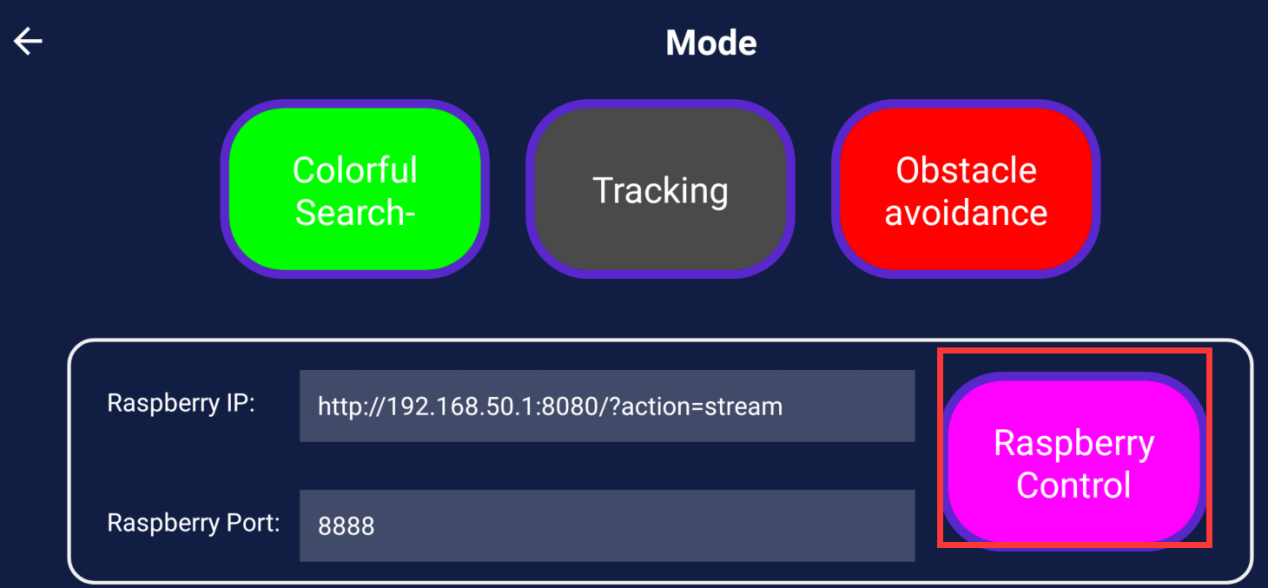 Mode
Colorful
Search-
Tracking
Obstacle
avoidance
Raspberry IP:
http://192.168.50.1:8080/?action=stream
Raspberry Port:
8888
Raspberry
Control